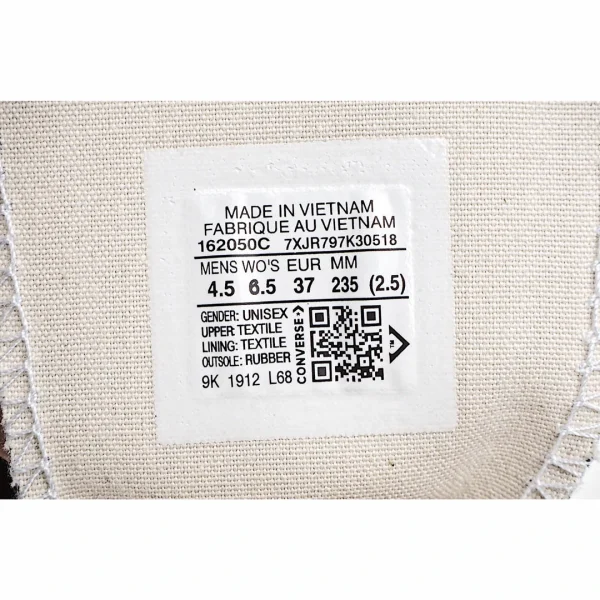 MADE IN VIETNAM
FABRIQUE AU VIETNAM
162050C 7XJR797K30518
MENS WO'S EUR MM
4.5 6.5 37 235 (2.5)
GENDER: UNISEX
UPPER: TEXTILE
LINING: TEXTILE
OUTSOLE: RUBBER
9K 1912 L68
CONVERSE
™